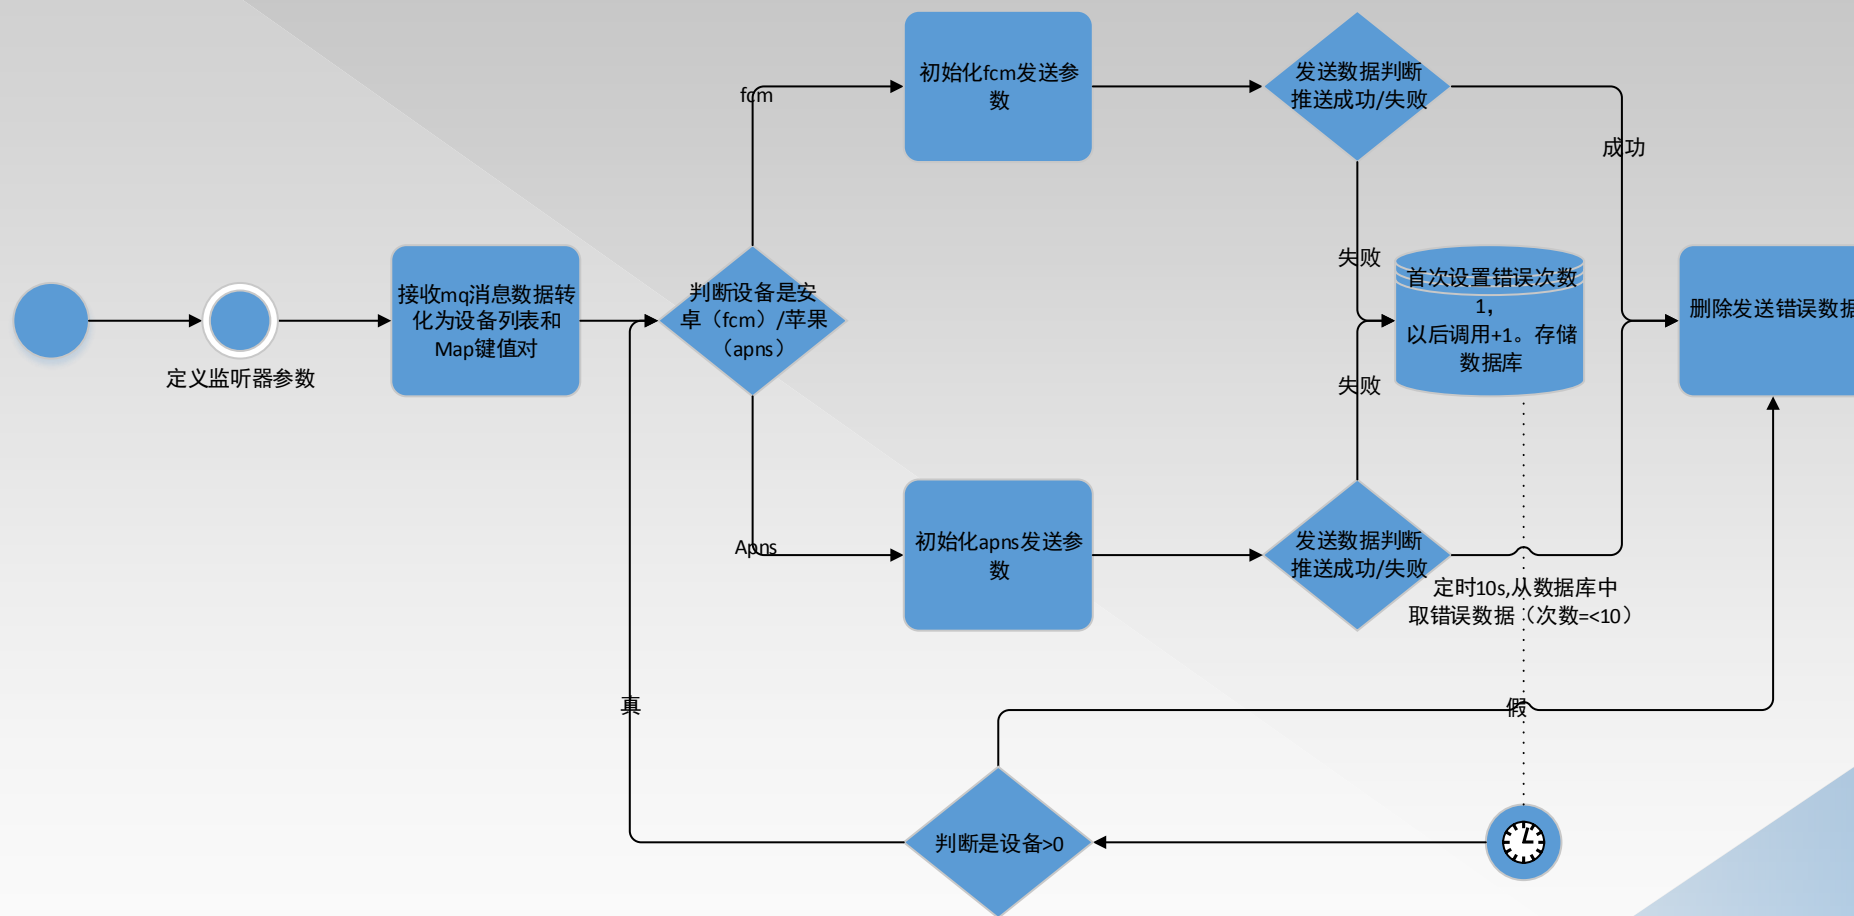 初始化fcm发送参
数
发送数据判断
推送成功/失败
fcm
成功
失败
接收mq消息数据转
化为设备列表和
Map键值对
判断设备是安
卓（fcm）/苹果
（apns）
首次设置错误次数
1，
以后调用+1。存储
数据库
删除发送错误数据
定义监听器参数
失败
Apns
初始化apns发送参
数
发送数据判断
推送成功/失败
定时10s,从数据库中
取错误数据（次数=<10）
真
假
判断是设备>0